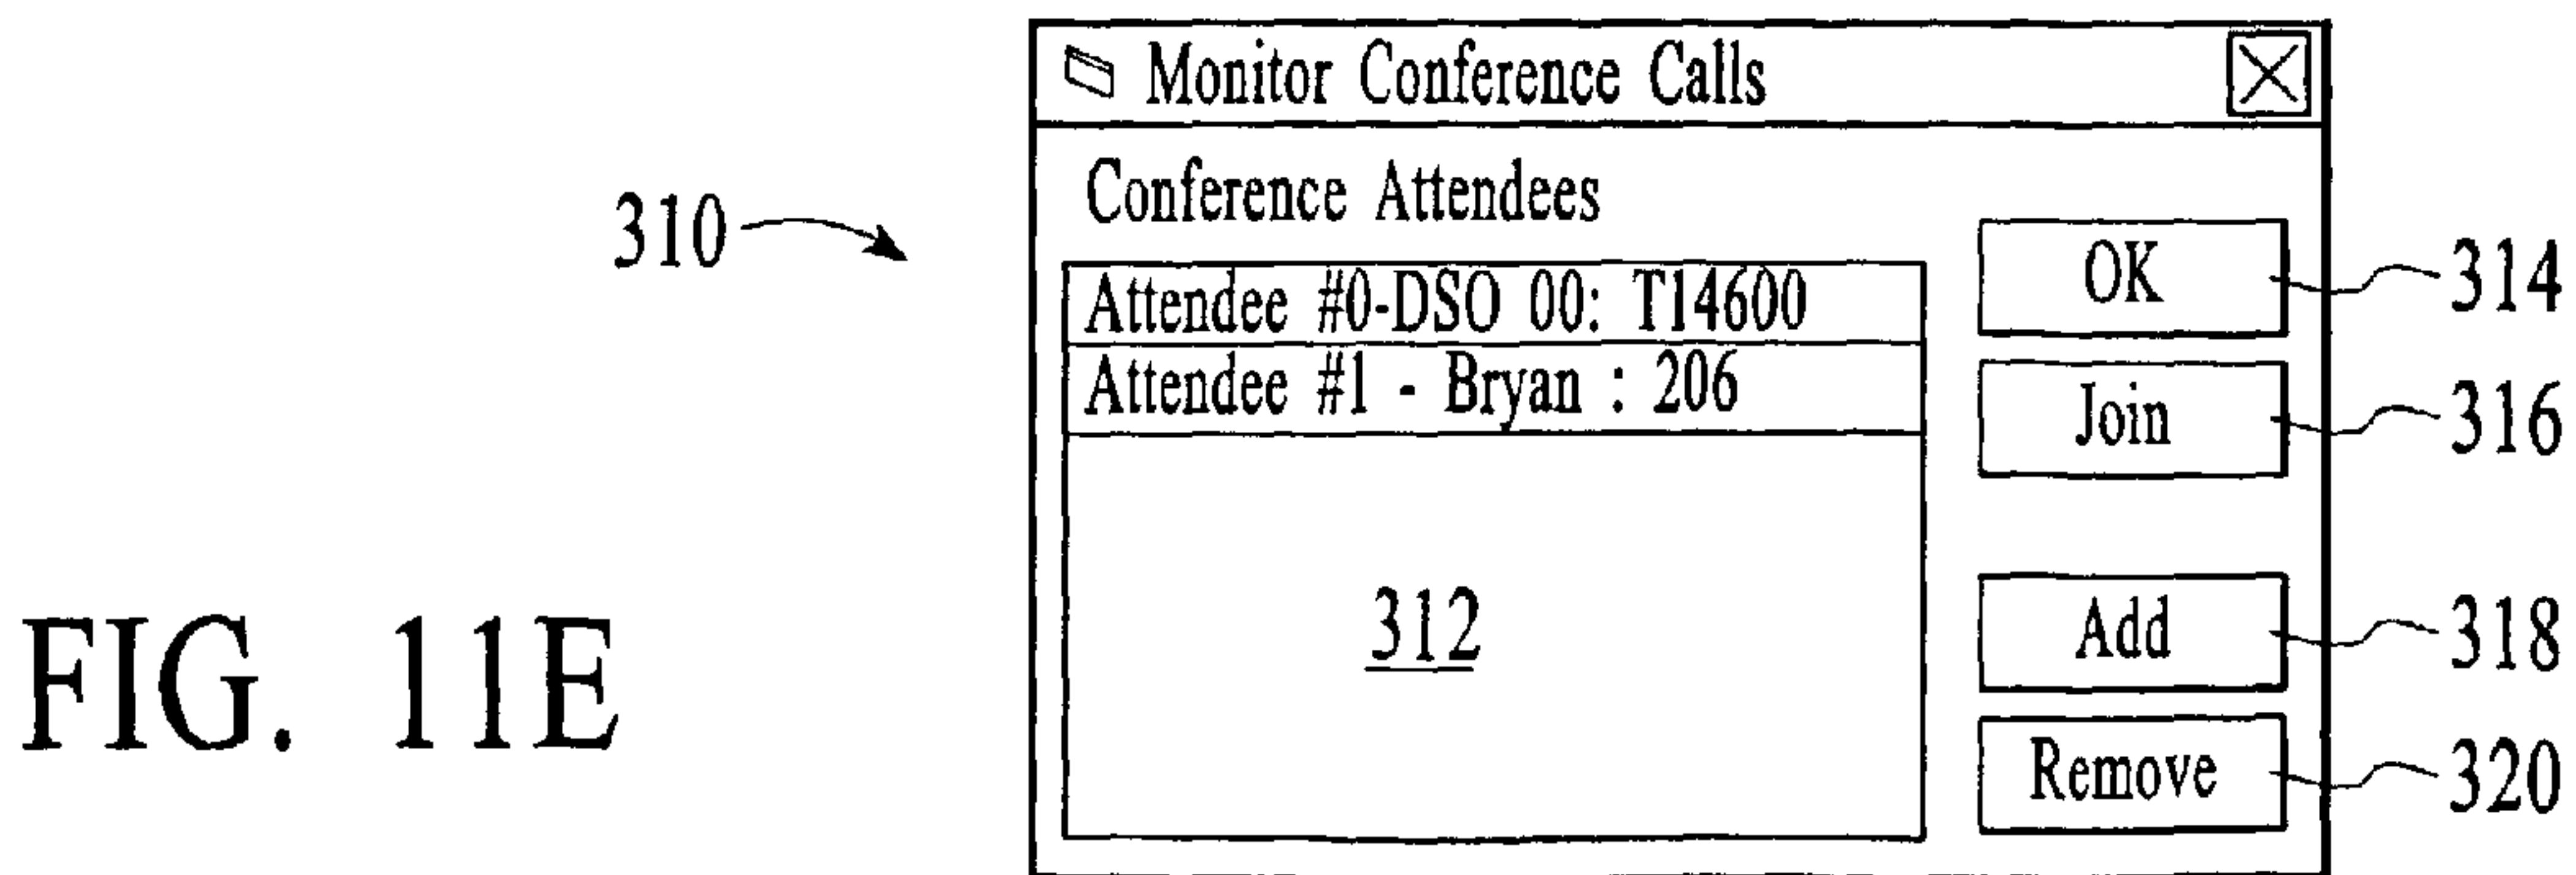 Monitor Conference Calls
Conference Attendees
310
Attendee #0-DSO 00: T14600
Attendee #1 - Bryan : 206
312
OK
314
Join
316
Add
318
Remove
320
FIG. 11E